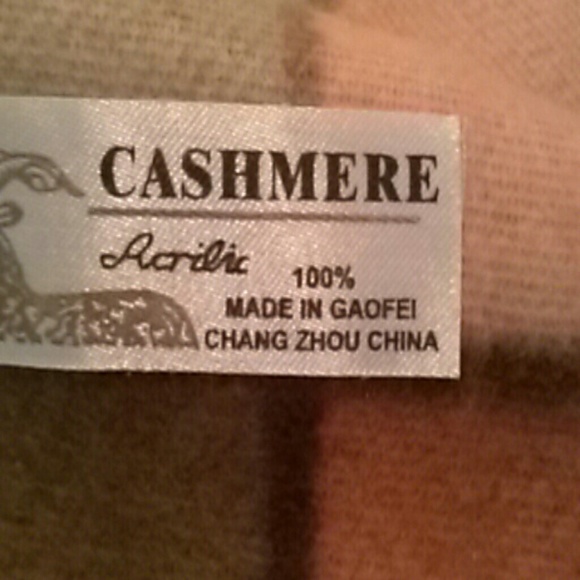 CASHMERE
Acrilic
100%
MADE IN GAOFEI
CHANG ZHOU CHINA